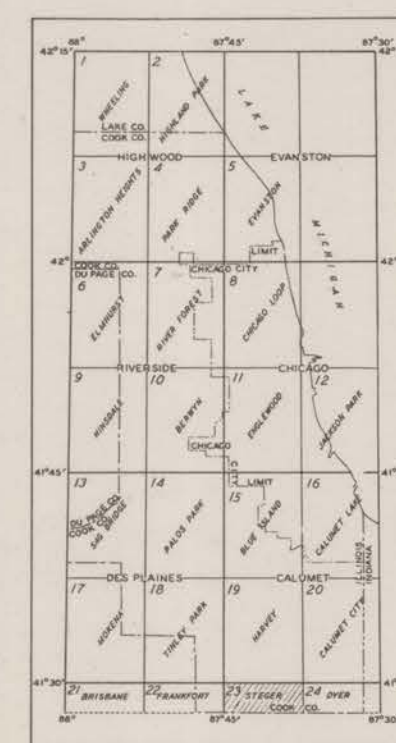 88° 87°45' 87°30'
42°15'
1 2
WHEELING HIGHLAND PARK LAKE
LAKE CO.
COOK CO.
HIGHWOOD EVANSTON
3 4 5
ARLINGTON HEIGHTS PARK RIDGE EVANSTON MICHIGAN
LIMIT
42° 42°
COOK CO.
DU PAGE CO.
CHICAGO CITY
6 7 8
ELMHURST RIVER FOREST CHICAGO LOOP
RIVERSIDE CHICAGO
9 10 11 12
HINSDALE BERWYN ENGLEWOOD JACKSON PARK
CHICAGO
CITY
41°45' 41°45'
LIMIT
13 14 15 16
DU PAGE CO.
COOK CO.
SAG BRIDGE PALOS PARK BLUE ISLAND CALUMET LAKE
ILLINOIS
INDIANA
DES PLAINES CALUMET
17 18 19 20
MOKENA TINLEY PARK HARVEY CALUMET CITY
41°30'
21 BRISBANE 22 FRANKFORT 23 STEGER 24 DYER
COOK CO.
88° 87°45' 87°30'